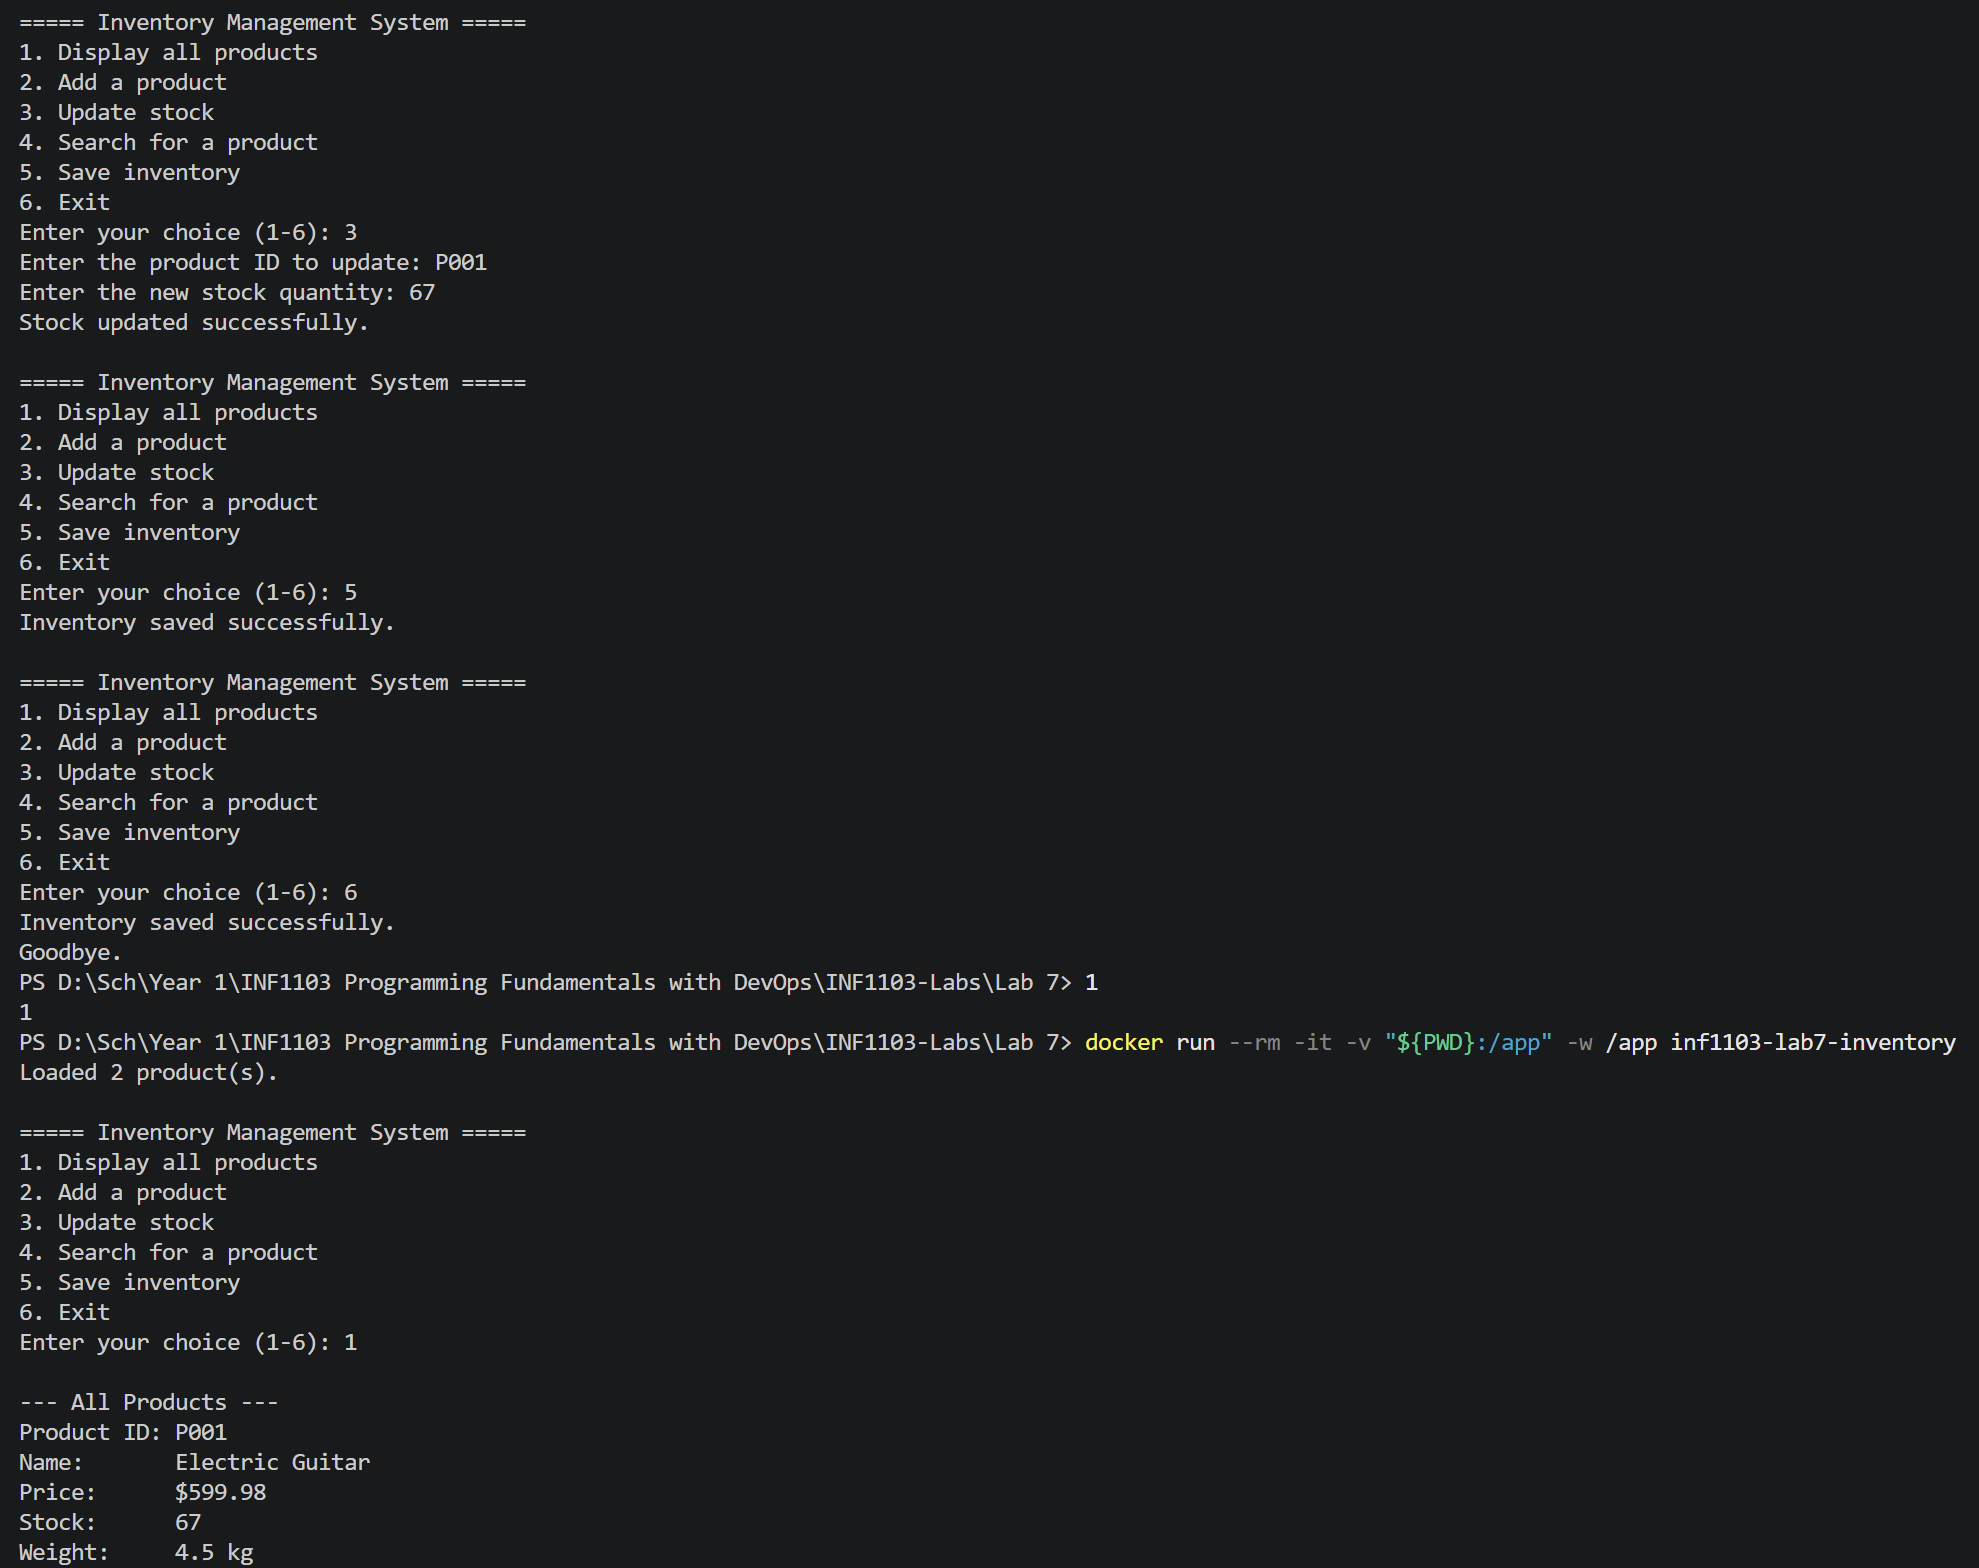 ===== Inventory Management System =====
1. Display all products
2. Add a product
3. Update stock
4. Search for a product
5. Save inventory
6. Exit
Enter your choice (1-6): 3
Enter the product ID to update: P001
Enter the new stock quantity: 67
Stock updated successfully.

===== Inventory Management System =====
1. Display all products
2. Add a product
3. Update stock
4. Search for a product
5. Save inventory
6. Exit
Enter your choice (1-6): 5
Inventory saved successfully.

===== Inventory Management System =====
1. Display all products
2. Add a product
3. Update stock
4. Search for a product
5. Save inventory
6. Exit
Enter your choice (1-6): 6
Inventory saved successfully.
Goodbye.
PS D:\Sch\Year 1\INF1103 Programming Fundamentals with DevOps\INF1103-Labs\Lab 7> 1
1
PS D:\Sch\Year 1\INF1103 Programming Fundamentals with DevOps\INF1103-Labs\Lab 7> docker run --rm -it -v "${PWD}:/app" -w /app inf1103-lab7-inventory
Loaded 2 product(s).

===== Inventory Management System =====
1. Display all products
2. Add a product
3. Update stock
4. Search for a product
5. Save inventory
6. Exit
Enter your choice (1-6): 1

--- All Products ---
Product ID: P001
Name:       Electric Guitar
Price:      $599.98
Stock:      67
Weight:     4.5 kg